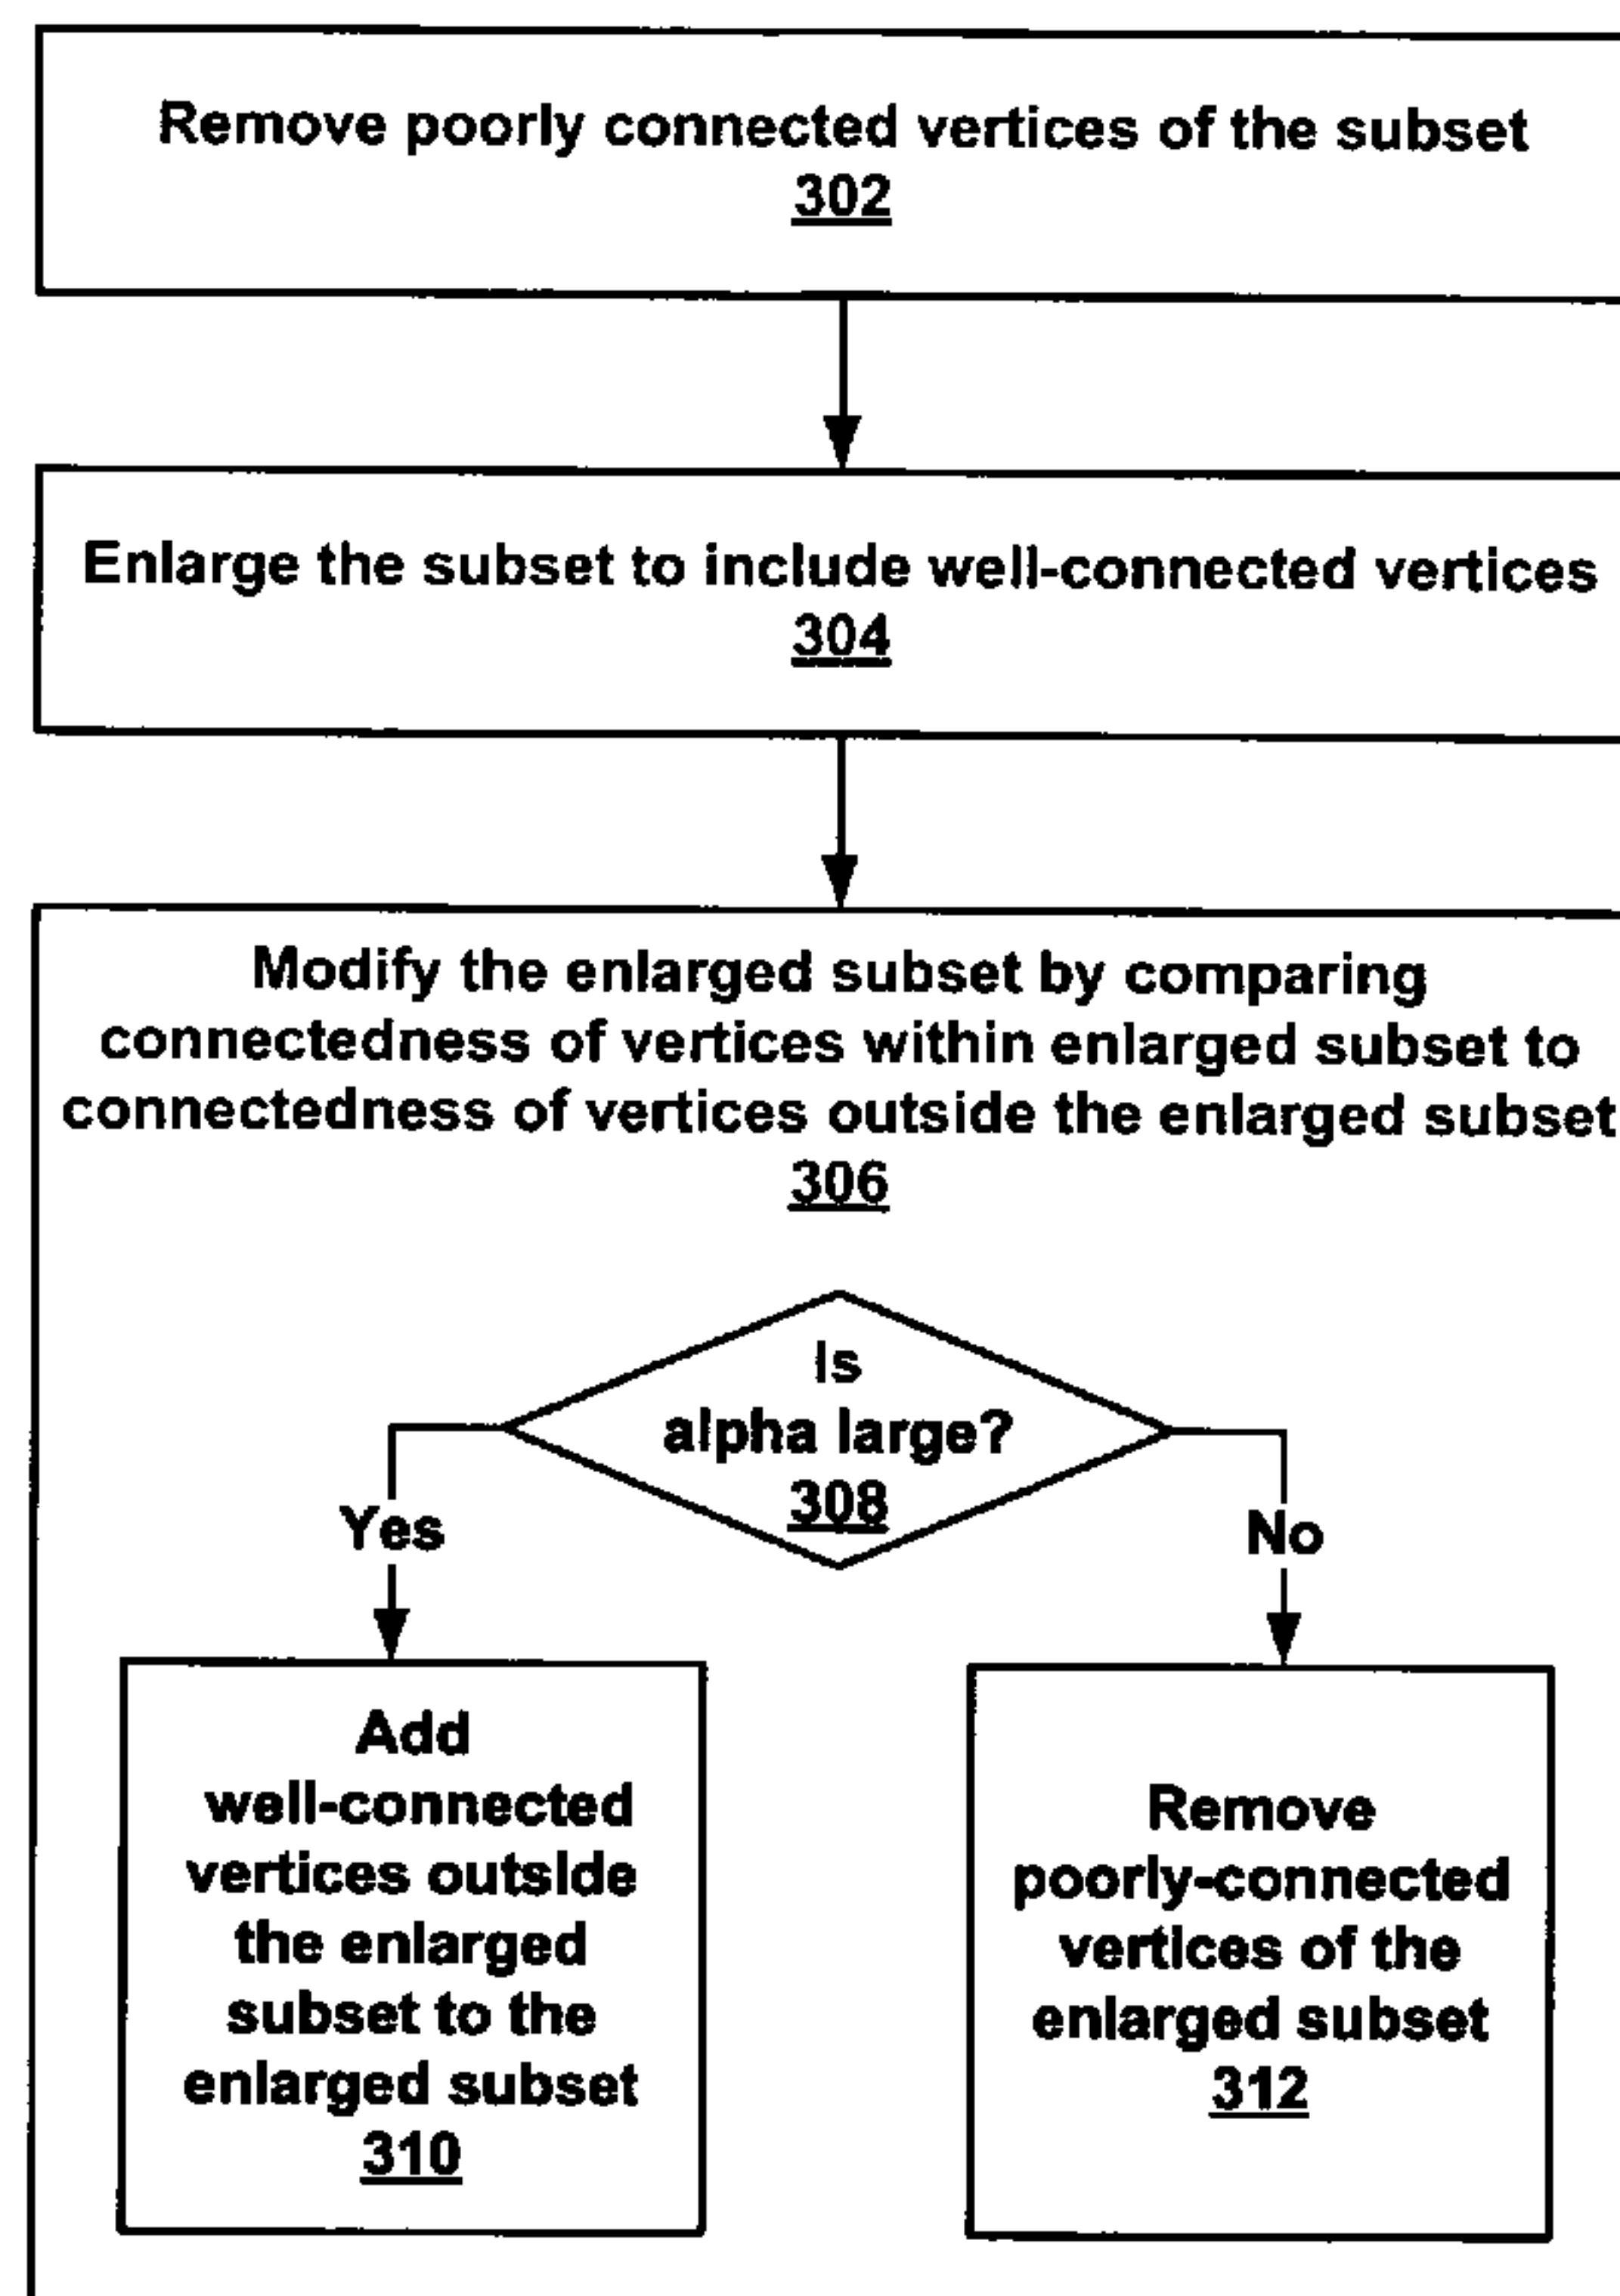 Remove poorly connected vertices of the subset
302
Enlarge the subset to include well-connected vertices
304
Modify the enlarged subset by comparing
connectedness of vertices within enlarged subset to
connectedness of vertices outside the enlarged subset
306
Is
alpha large?
308
Yes
No
Add
well-connected
vertices outside
the enlarged
subset to the
enlarged subset
310
Remove
poorly-connected
vertices of the
enlarged subset
312